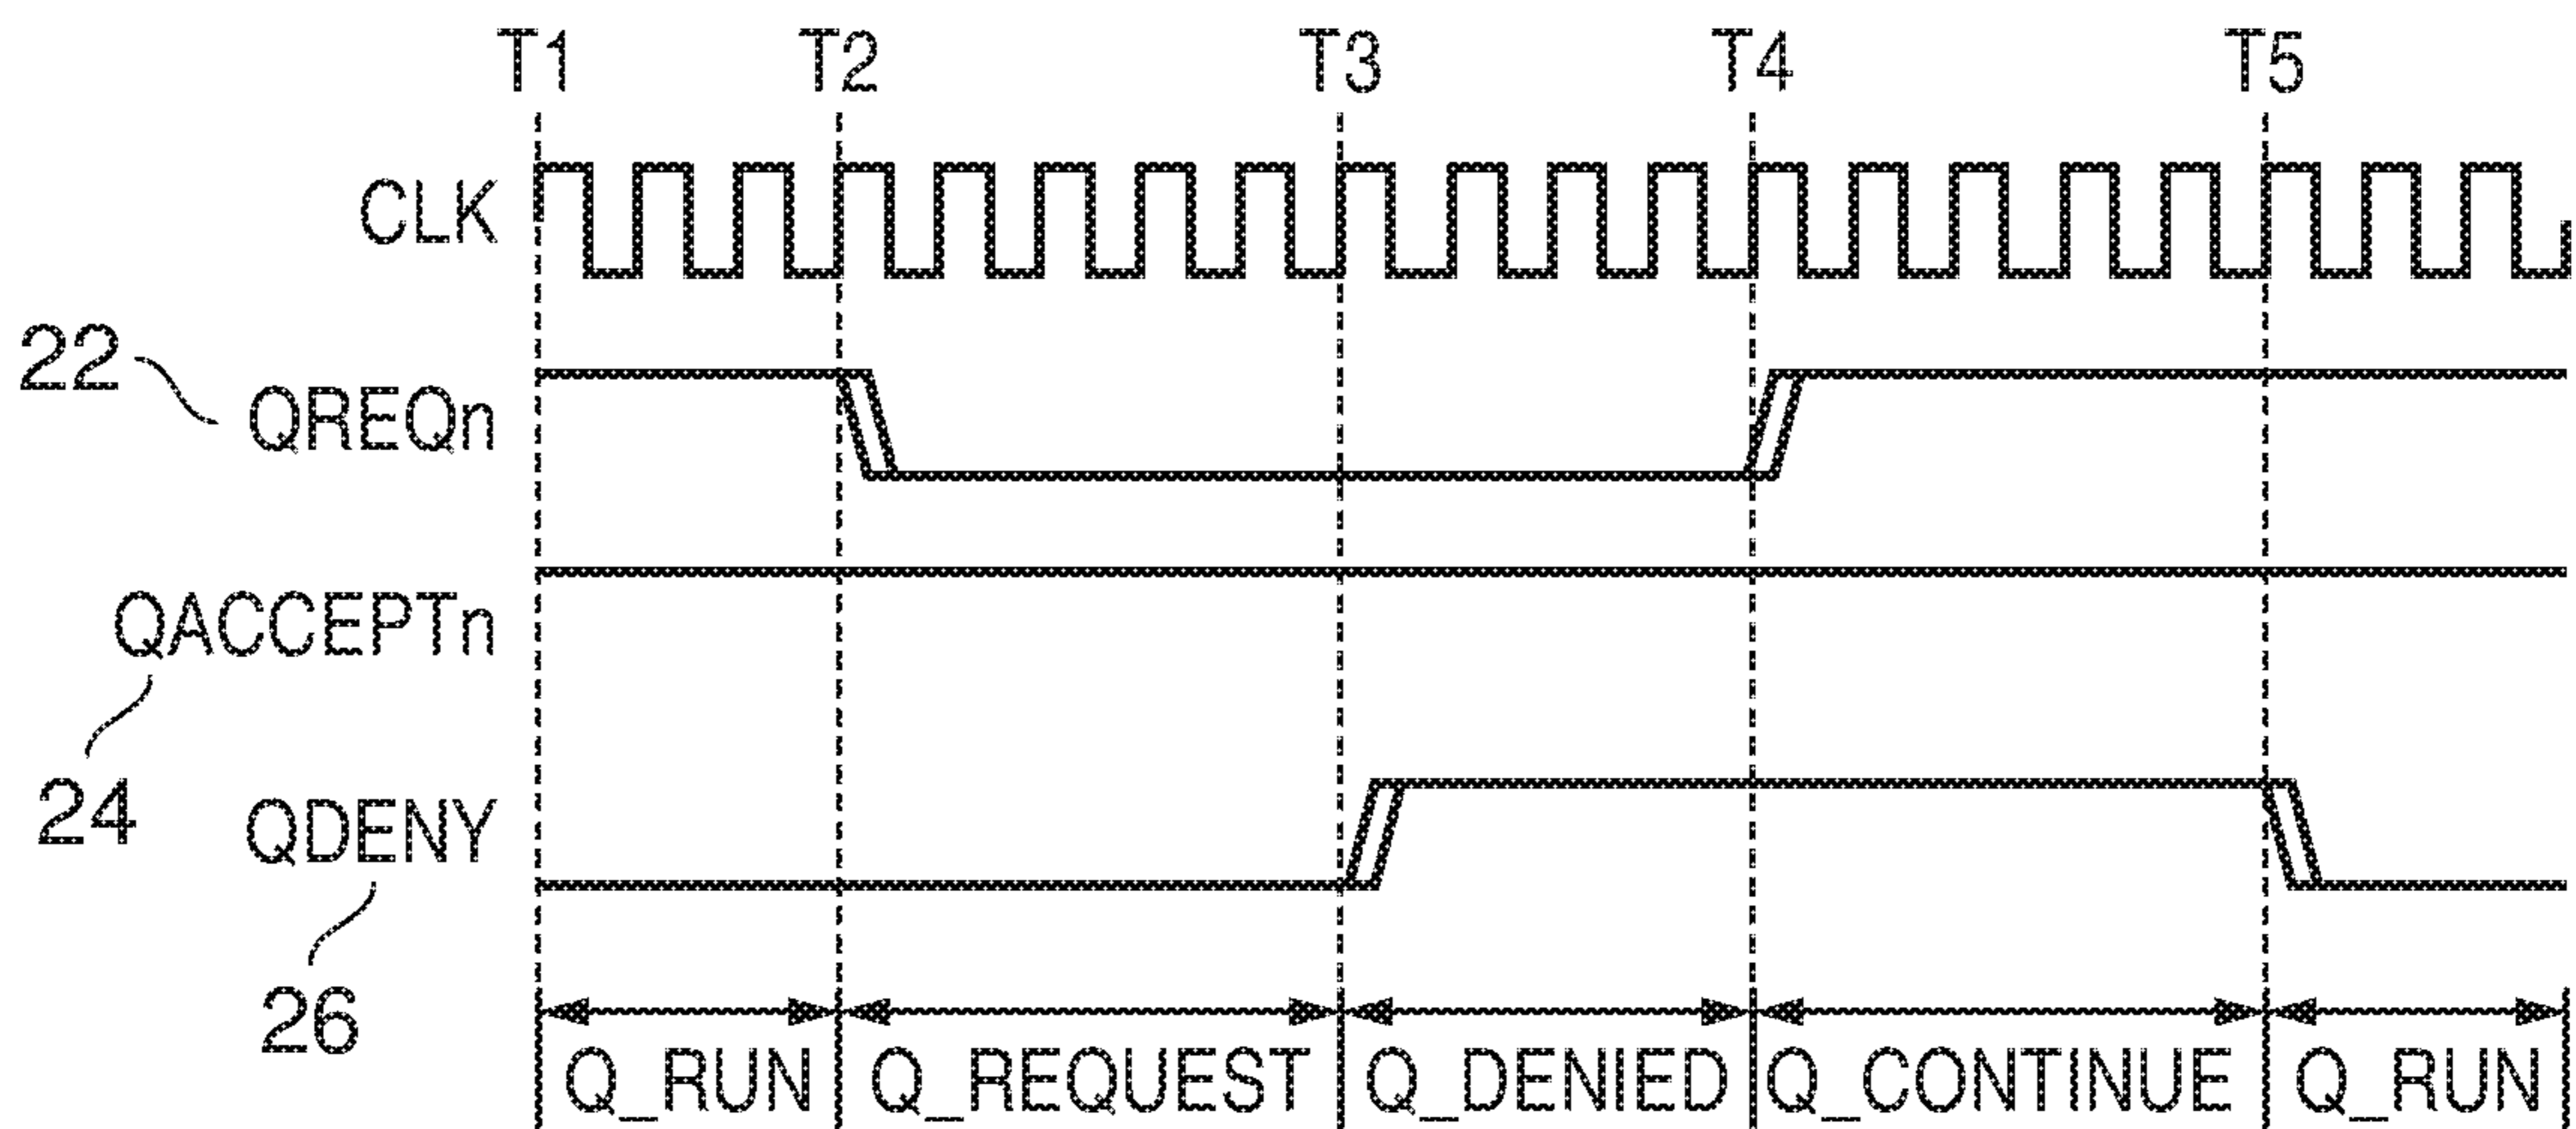 T1 T2 T3 T4 T5
CLK
22
QREQn
QACCEPTn
24
QDENY
26
Q_RUN Q_REQUEST Q_DENIED Q_CONTINUE Q_RUN